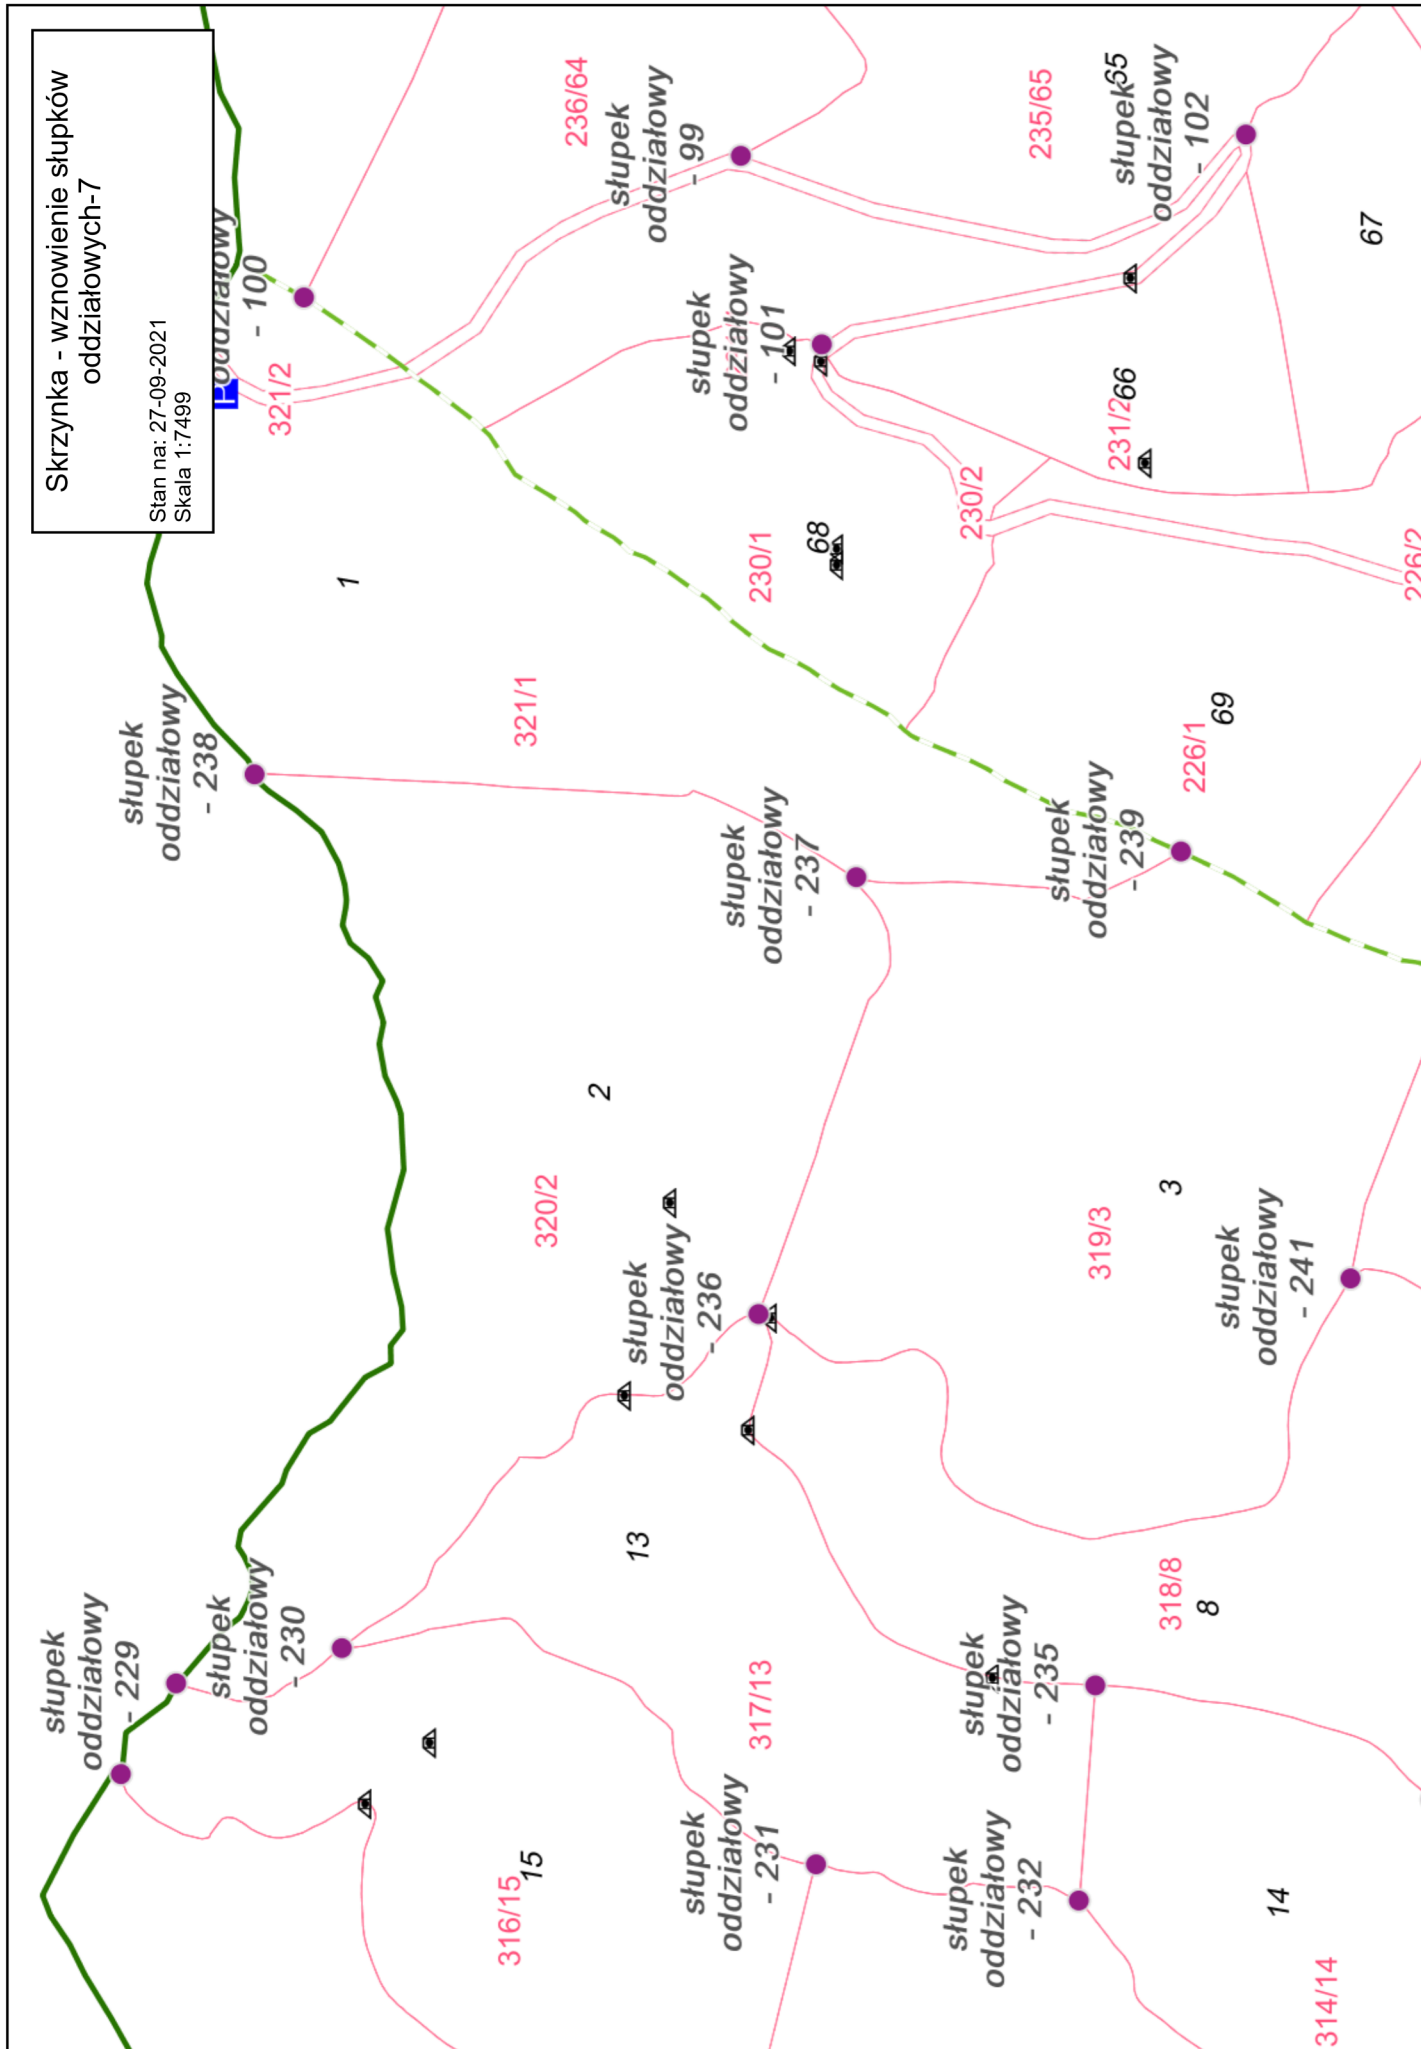 Skrzynka - wznowienie słupków
oddziałowych-7
Stan na: 27-09-2021
Skala 1:7499
oddziałowy
- 100
P
321/2
236/64
słupek
oddziałowy
- 99
235/65
65
słupek
oddziałowy
- 102
67
słupek
oddziałowy
- 101
231/2
66
230/2
68
230/1
226/2
1
321/1
69
226/1
słupek
oddziałowy
- 238
słupek
oddziałowy
- 237
słupek
oddziałowy
- 239
2
320/2
3
319/3
słupek
oddziałowy
- 236
słupek
oddziałowy
- 241
13
318/8
8
słupek
oddziałowy
- 229
słupek
oddziałowy
- 230
317/13
słupek
oddziałowy
- 235
15
316/15
słupek
oddziałowy
- 231
słupek
oddziałowy
- 232
14
314/14